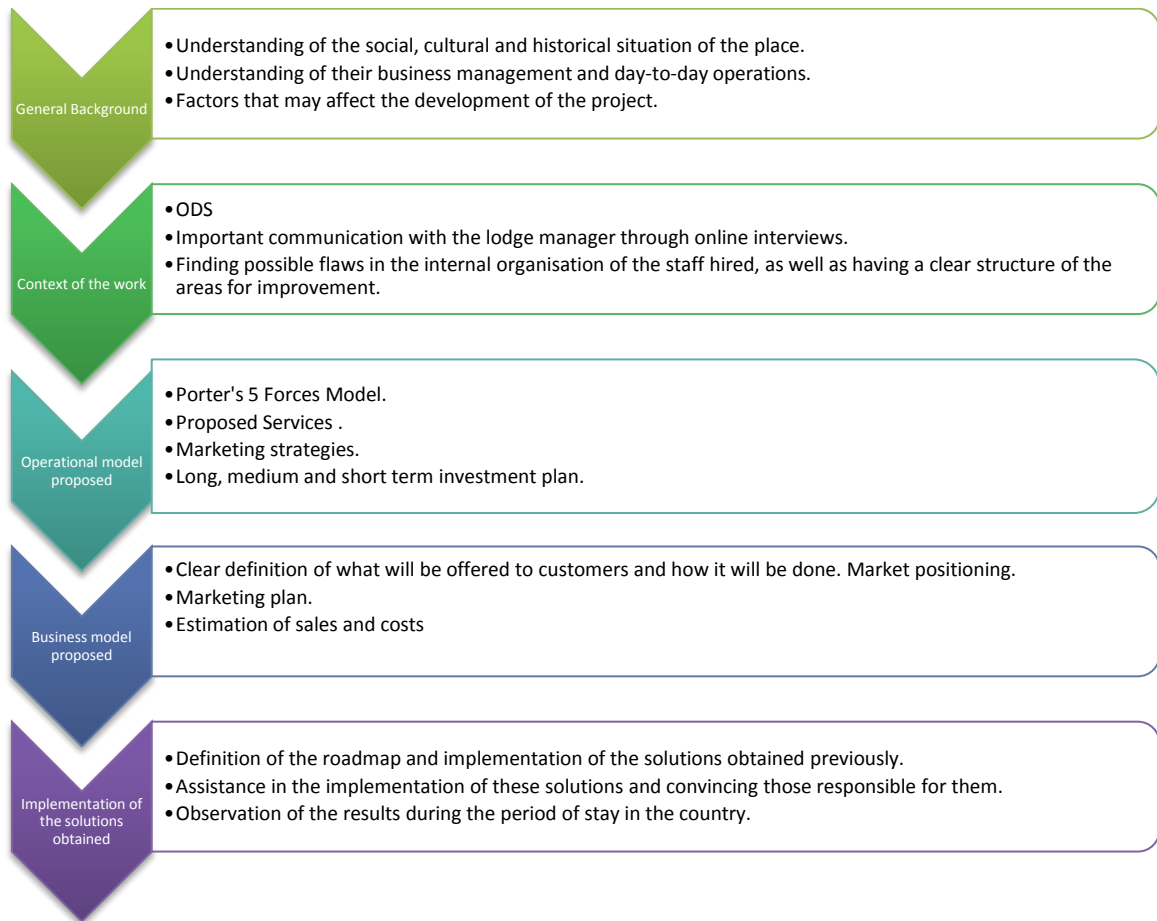 General Background
•Understanding of the social, cultural and historical situation of the place.
•Understanding of their business management and day-to-day operations.
•Factors that may affect the development of the project.
Context of the work
•ODS
•Important communication with the lodge manager through online interviews.
•Finding possible flaws in the internal organisation of the staff hired, as well as having a clear structure of the
areas for improvement.
Operational model
proposed
•Porter's 5 Forces Model.
•Proposed Services .
•Marketing strategies.
•Long, medium and short term investment plan.
Business model
proposed
•Clear definition of what will be offered to customers and how it will be done. Market positioning.
•Marketing plan.
•Estimation of sales and costs
Implementation of
the solutions
obtained
•Definition of the roadmap and implementation of the solutions obtained previously.
•Assistance in the implementation of these solutions and convincing those responsible for them.
•Observation of the results during the period of stay in the country.